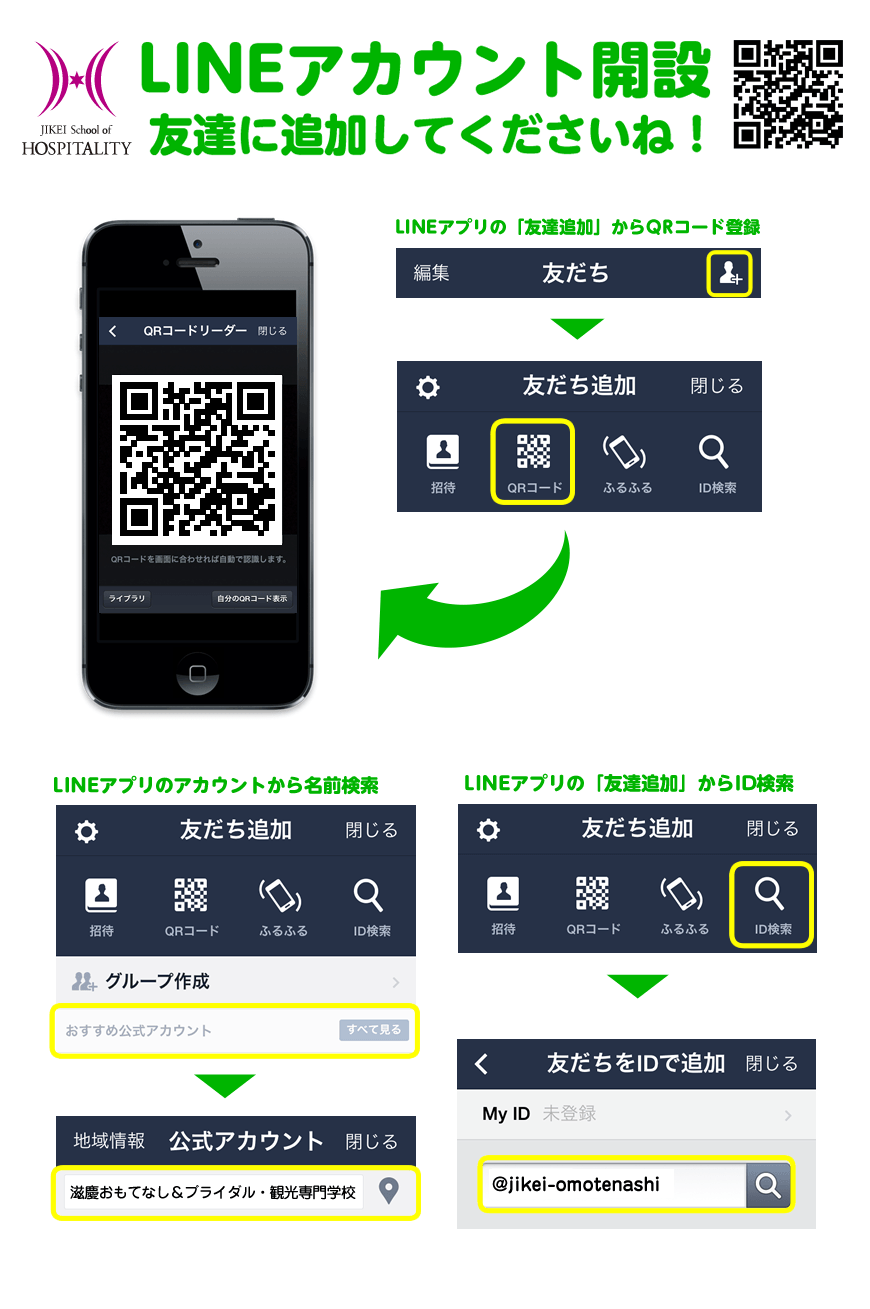 LINEアカウント開設
友達に追加してくださいね！
JIKEI School of
HOSPITALITY
LINEアプリの「友達追加」からQRコード登録
編集 友だち
友だち追加 閉じる
招待 QRコード ふるふる ID検索
QRコードリーダー 閉じる
QRコードを画面に合わせれば自動で認識します。
ライブラリ 自分のQRコード表示
LINEアプリのアカウントから名前検索
友だち追加 閉じる
招待 QRコード ふるふる ID検索
グループ作成
おすすめ公式アカウント すべて見る
地域情報 公式アカウント 閉じる
滋慶おもてなし＆ブライダル・観光専門学校
LINEアプリの「友達追加」からID検索
友だち追加 閉じる
招待 QRコード ふるふる ID検索
友だちをIDで追加 閉じる
My ID 未登録
@jikei-omotenashi